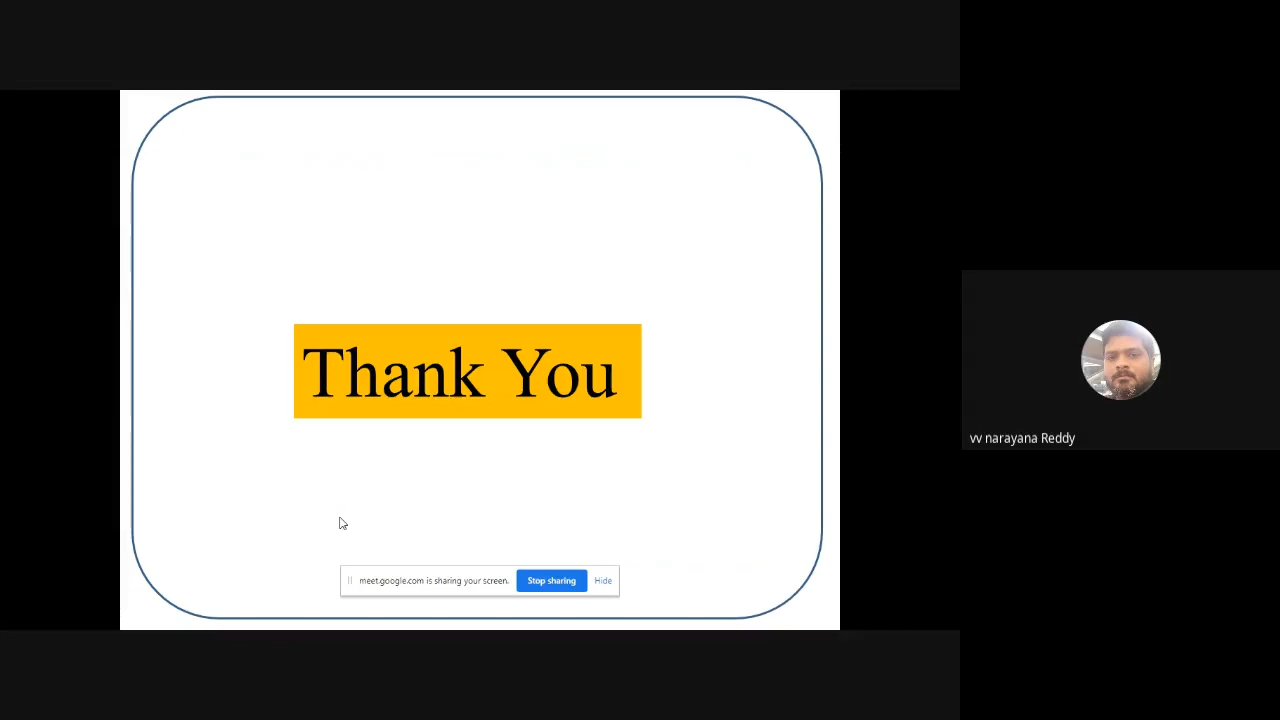 Thank You
meet.google.com is sharing your screen. Stop sharing Hide
vv narayana Reddy